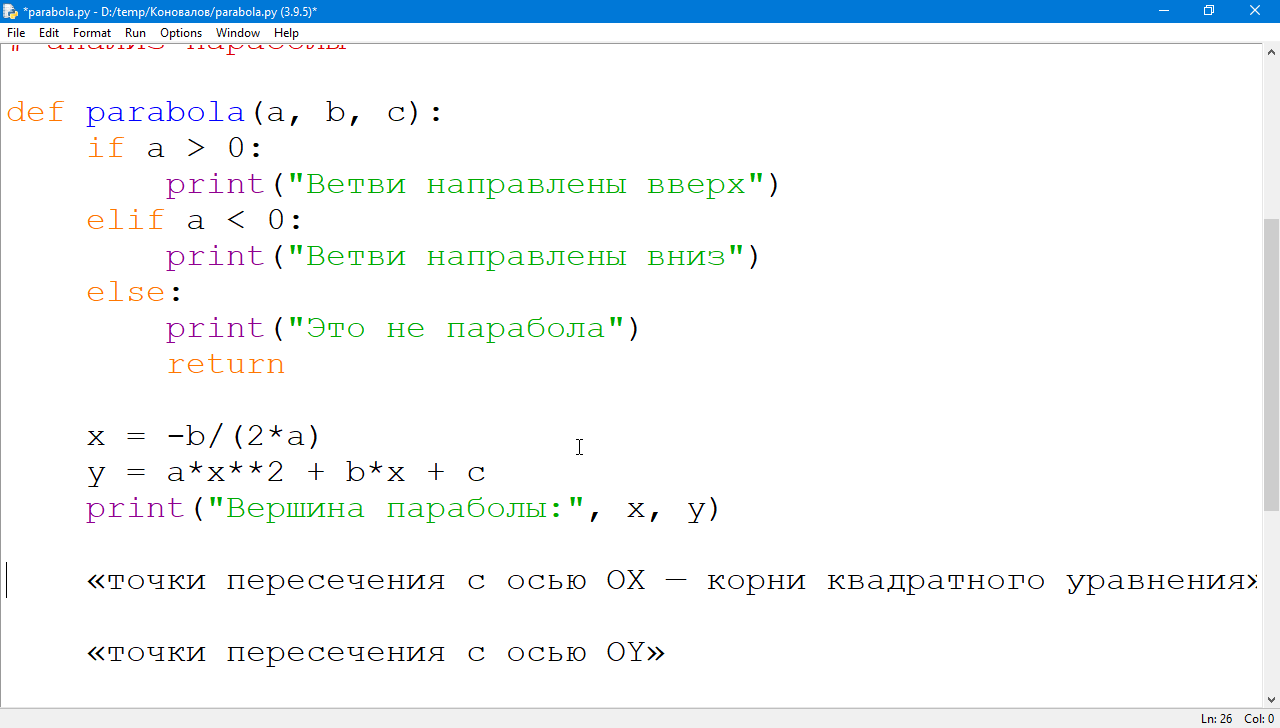 *parabola.py - D:/temp/Коновалов/parabola.py (3.9.5)*
File Edit Format Run Options Window Help
# анализ параболы
def parabola(a, b, c):
    if a > 0:
        print("Ветви направлены вверх")
    elif a < 0:
        print("Ветви направлены вниз")
    else:
        print("Это не парабола")
        return
    x = -b/(2*a)
    y = a*x**2 + b*x + c
    print("Вершина параболы:", x, y)
    «точки пересечения с осью OX — корни квадратного уравнения»
    «точки пересечения с осью OY»
Ln: 26 Col: 0